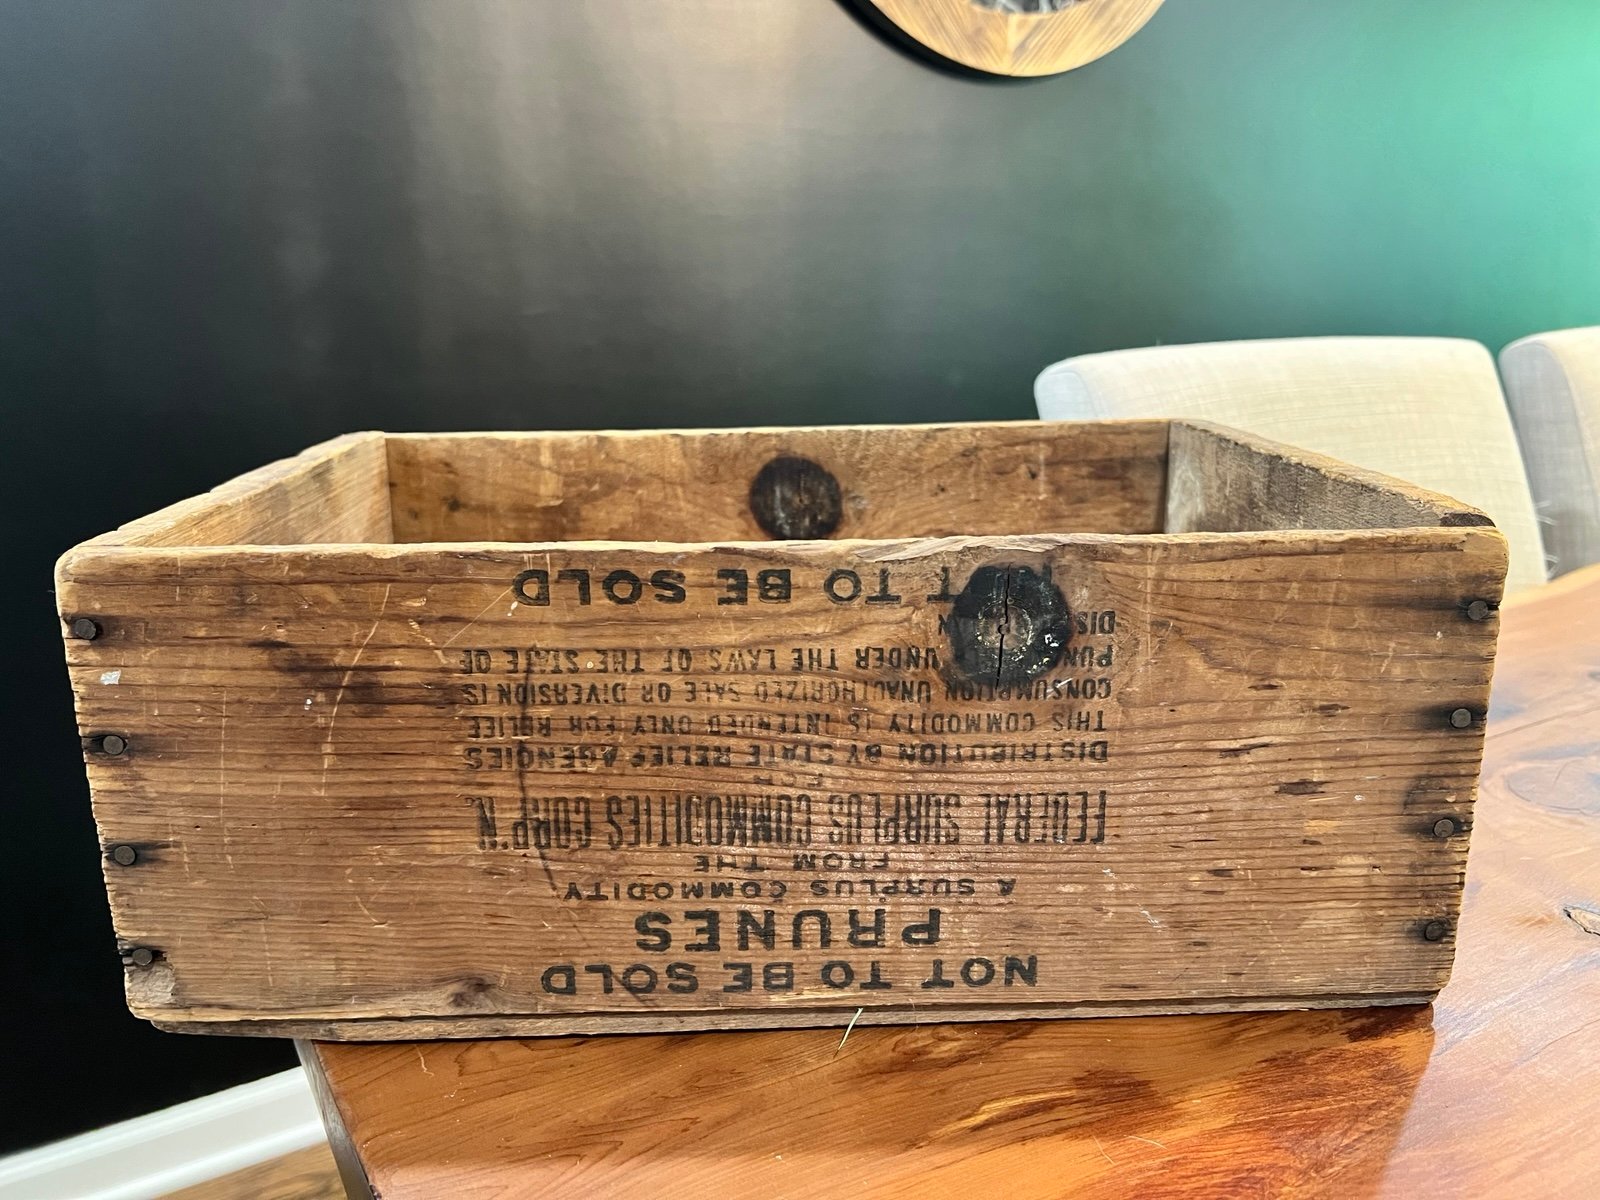 NOT TO BE SOLD
PRUNES
A SURPLUS COMMODITY
FROM THE
FEDERAL SURPLUS COMMODITIES CORP'N.
FOR
DISTRIBUTION BY STATE RELIEF AGENCIES
THIS COMMODITY IS INTENDED ONLY FOR RELIEF
CONSUMPTION UNAUTHORIZED SALE OR DIVERSION IS
UNDER THE LAWS OF THE STATE OF
NOT TO BE SOLD